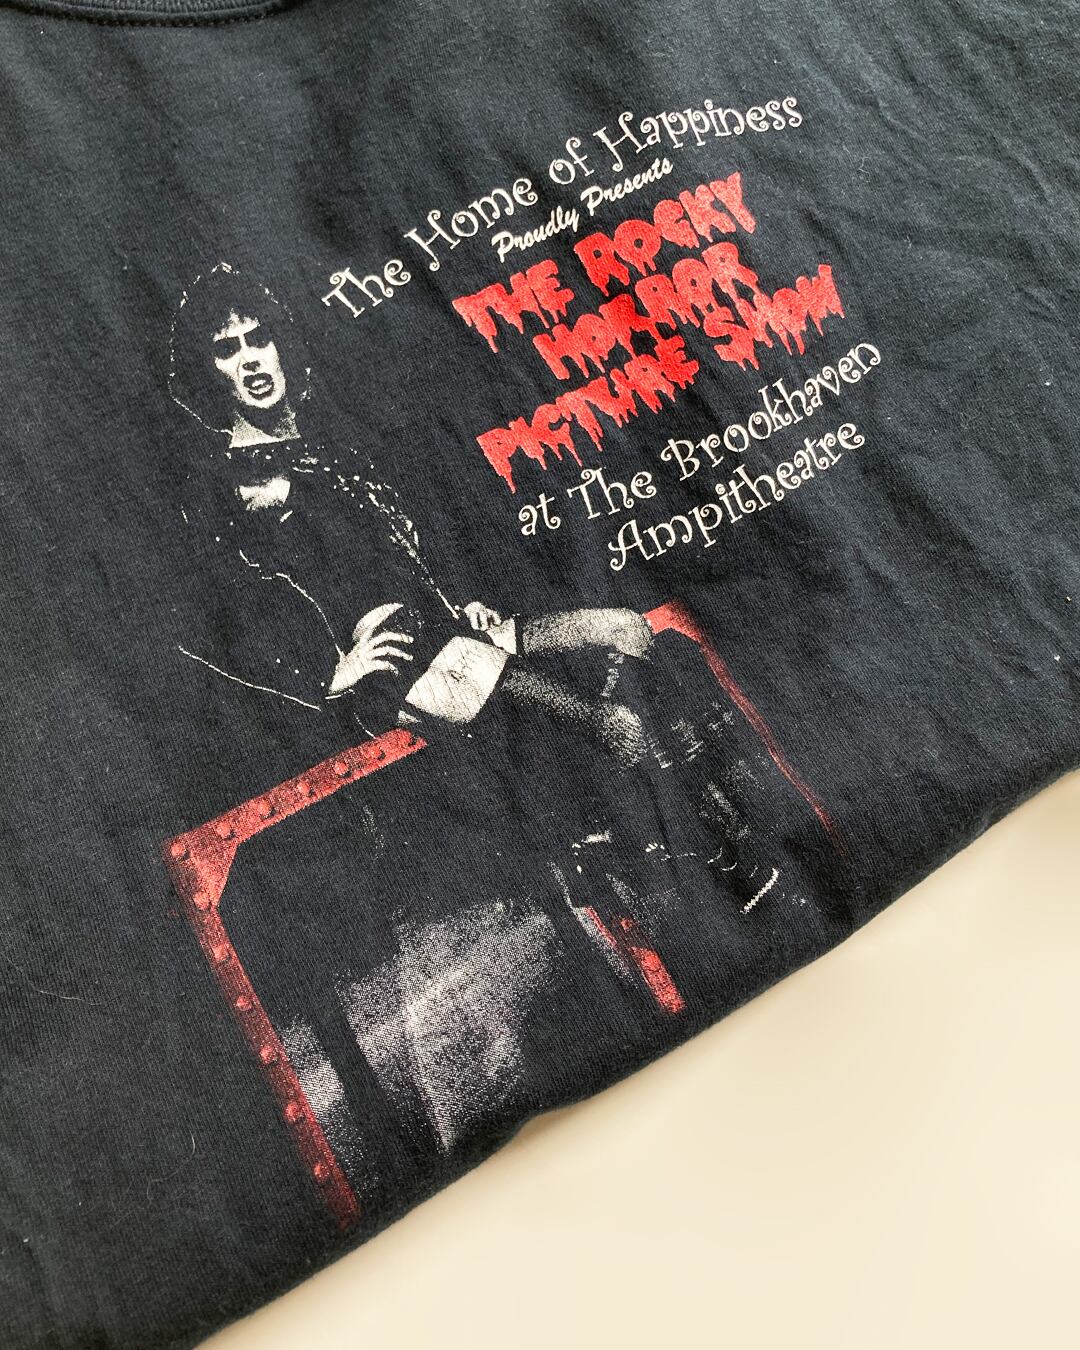 The Home of Happiness
Proudly Presents
THE ROCKY
HORROR
PICTURE SHOW
at The Brookhaven
Ampitheatre